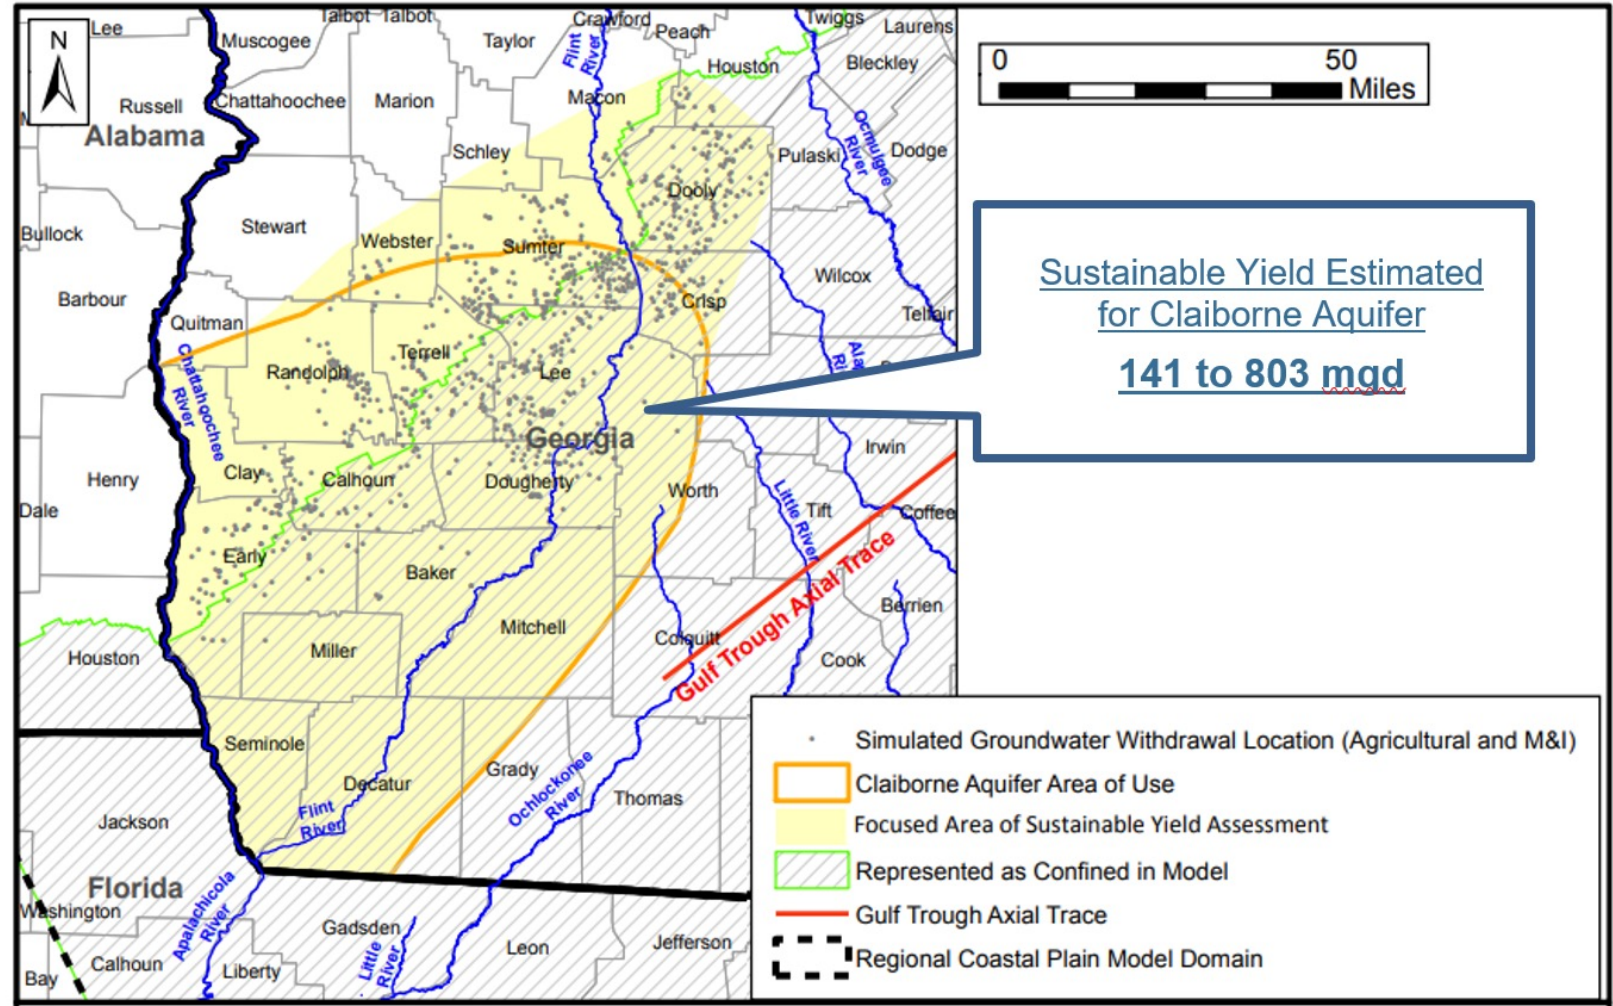 N
Lee
Talbot
Talbot
Crawford
Twiggs
Muscogee
Taylor
Flint
River
Peach
Laurens
Houston
Bleckley
0
50
Miles
Russell
Chattahoochee
Marion
Macon
Alabama
Schley
Ocmulgee
River
Pulaski
Dodge
Dooly
Bullock
Stewart
Webster
Sumter
Wilcox
Barbour
Crisp
Quitman
Telfair
Sustainable Yield Estimated
for Claiborne Aquifer
141 to 803 mgd
Chattahoochee
River
Randolph
Terrell
Lee
Georgia
Irwin
Henry
Clay
Calhoun
Dougherty
Worth
Dale
Little River
Tift
Coffee
Early
Baker
Gulf Trough Axial Trace
Berrien
Mitchell
Colquitt
Miller
Houston
Cook
Seminole
Decatur
Grady
Flint
River
Ochlockonee
River
Thomas
Jackson
Florida
Washington
Apalachicola
River
Gadsden
Leon
Jefferson
Calhoun
Liberty
Little
River
Bay
Simulated Groundwater Withdrawal Location (Agricultural and M&I)
Claiborne Aquifer Area of Use
Focused Area of Sustainable Yield Assessment
Represented as Confined in Model
Gulf Trough Axial Trace
Regional Coastal Plain Model Domain